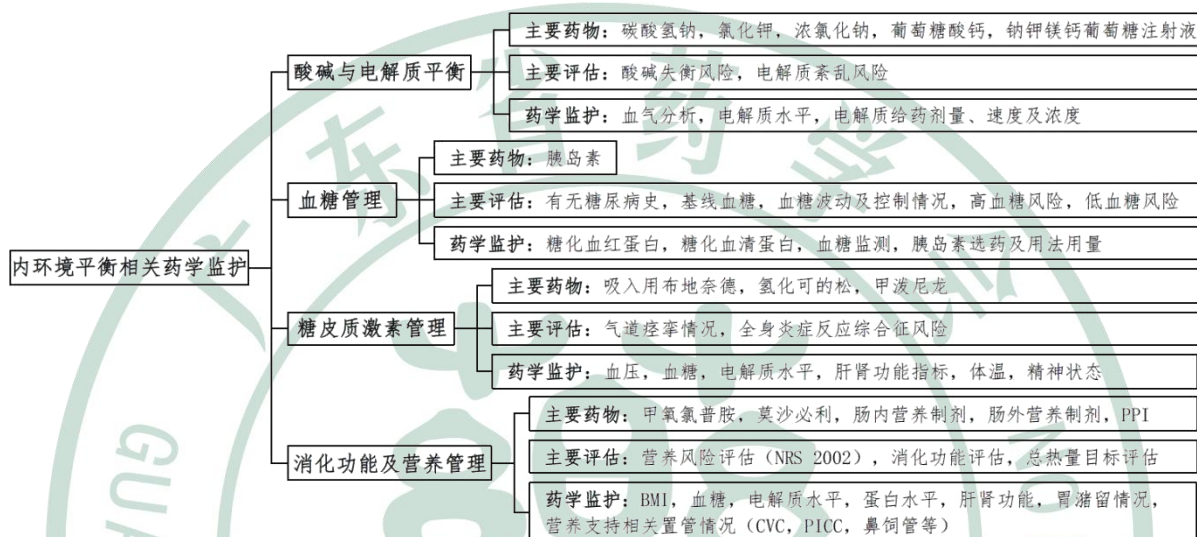 内环境平衡相关药学监护
酸碱与电解质平衡
主要药物：碳酸氢钠，氯化钾，浓氯化钠，葡萄糖酸钙，钠钾镁钙葡萄糖注射液
主要评估：酸碱失衡风险，电解质紊乱风险
药学监护：血气分析，电解质水平，电解质给药剂量、速度及浓度
血糖管理
主要药物：胰岛素
主要评估：有无糖尿病史，基线血糖，血糖波动及控制情况，高血糖风险，低血糖风险
药学监护：糖化血红蛋白，糖化血清蛋白，血糖监测，胰岛素选药及用法用量
糖皮质激素管理
主要药物：吸入用布地奈德，氢化可的松，甲泼尼龙
主要评估：气道痉挛情况，全身炎症反应综合征风险
药学监护：血压，血糖，电解质水平，肝肾功能指标，体温，精神状态
消化功能及营养管理
主要药物：甲氧氯普胺，莫沙必利，肠内营养制剂，肠外营养制剂，PPI
主要评估：营养风险评估（NRS 2002），消化功能评估，总热量目标评估
药学监护：BMI，血糖，电解质水平，蛋白水平，肝肾功能，胃潴留情况，
营养支持相关置管情况（CVC，PICC，鼻饲管等）
广东省药学会